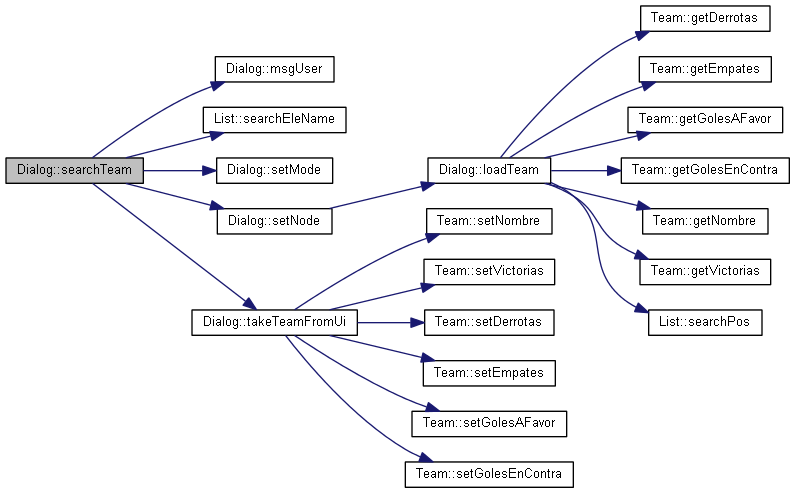 Dialog::searchTeam
Dialog::msgUser
List::searchEleName
Dialog::setMode
Dialog::setNode
Dialog::takeTeamFromUi
Dialog::loadTeam
Team::setNombre
Team::setVictorias
Team::setDerrotas
Team::setEmpates
Team::setGolesAFavor
Team::setGolesEnContra
Team::getDerrotas
Team::getEmpates
Team::getGolesAFavor
Team::getGolesEnContra
Team::getNombre
Team::getVictorias
List::searchPos